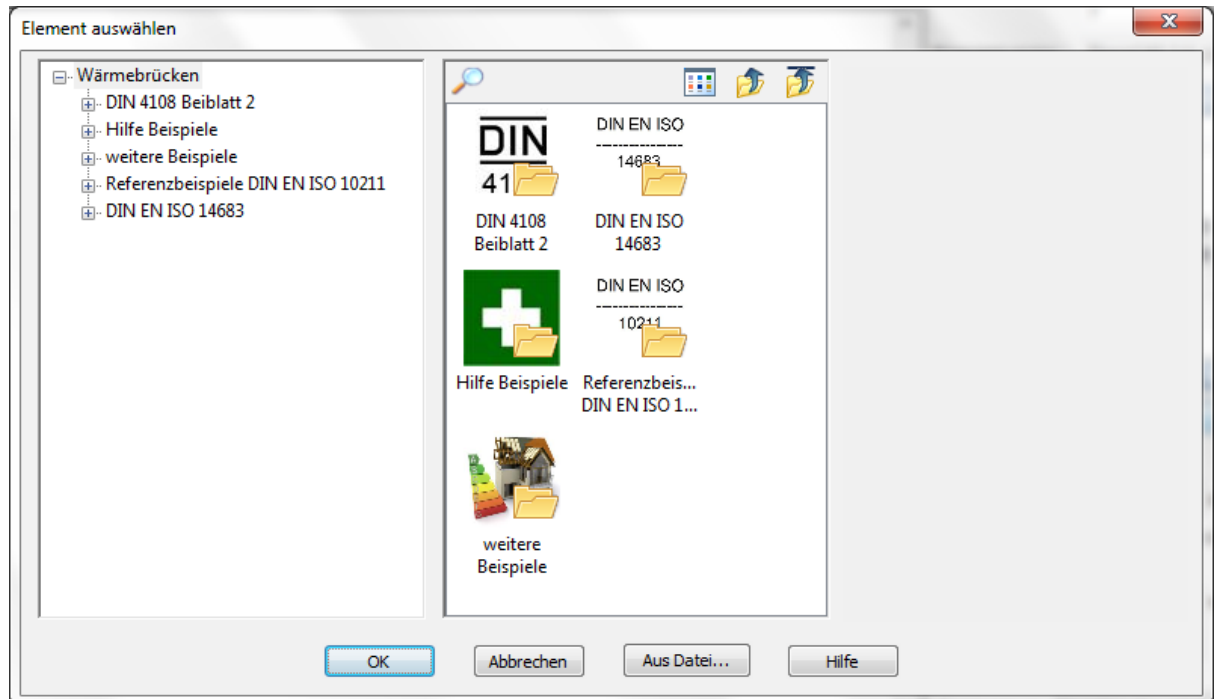 Element auswählen
Wärmebrücken
DIN 4108 Beiblatt 2
Hilfe Beispiele
weitere Beispiele
Referenzbeispiele DIN EN ISO 10211
DIN EN ISO 14683
DIN
41
DIN 4108
Beiblatt 2
DIN EN ISO
14683
DIN EN ISO
14683
Hilfe Beispiele
DIN EN ISO
10211
Referenzbeis...
DIN EN ISO 1...
weitere
Beispiele
OK
Abbrechen
Aus Datei...
Hilfe